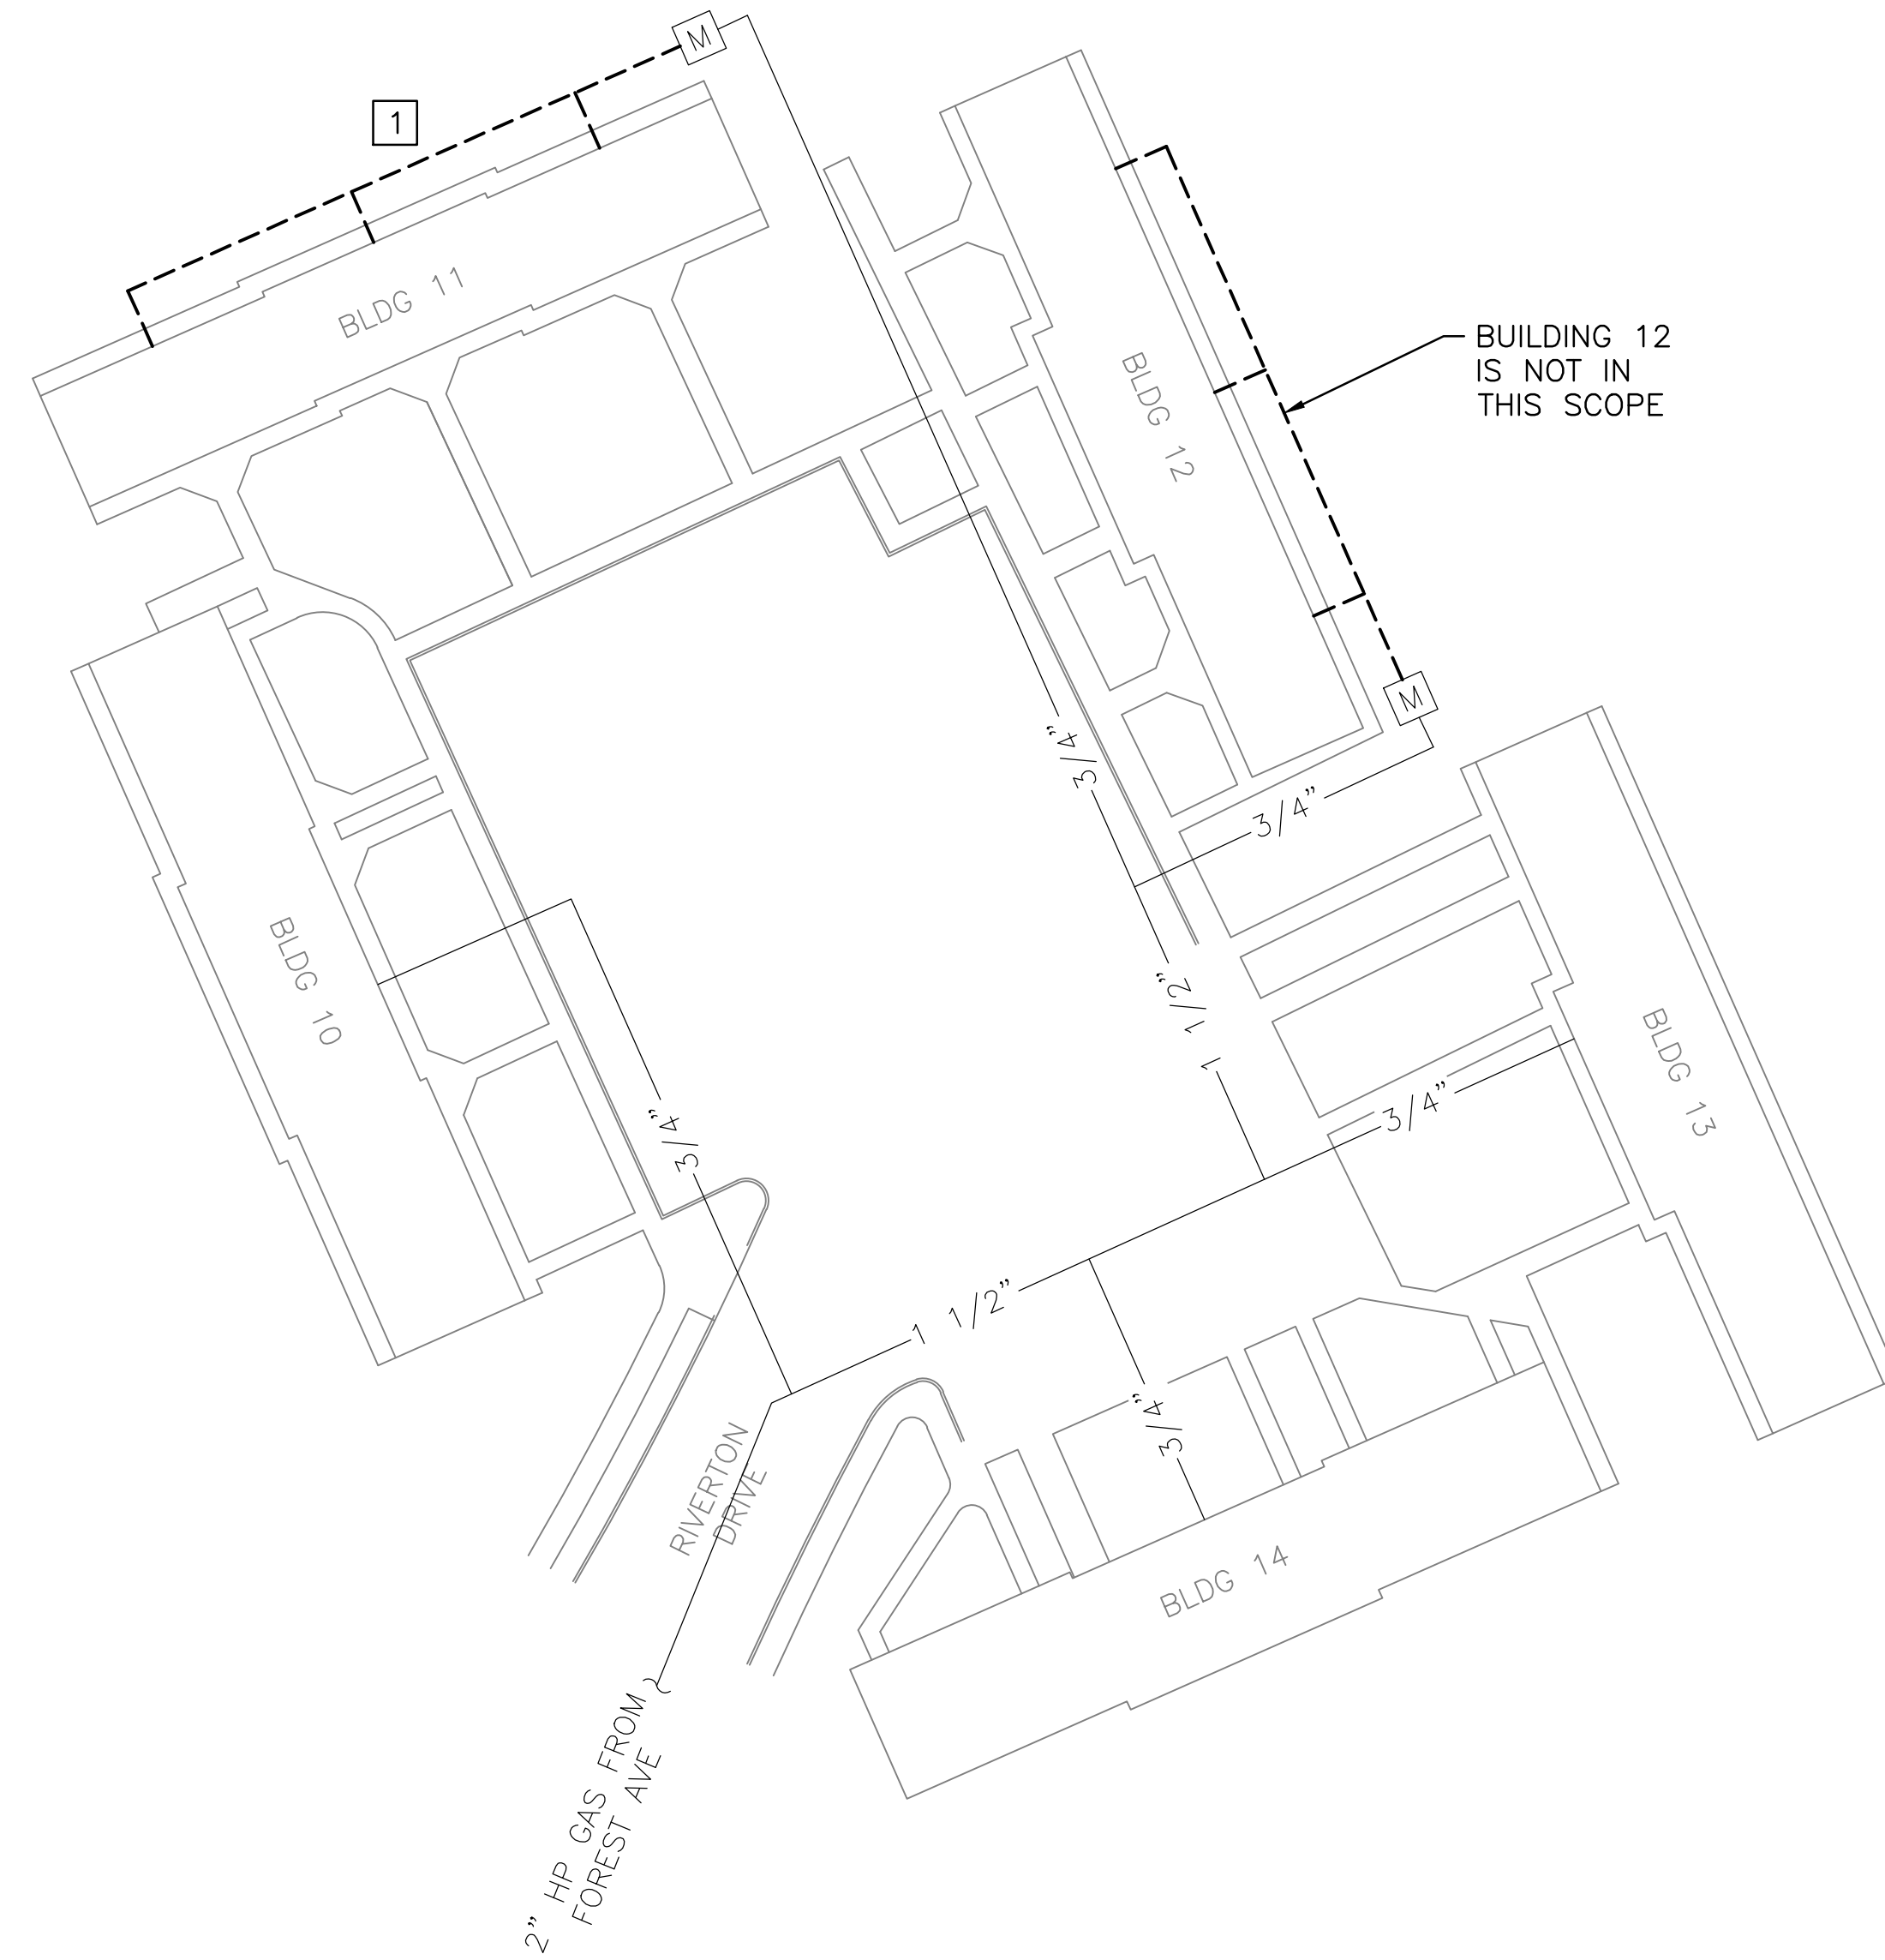 M
1
BLDG 11
BUILDING 12
IS NOT IN
THIS SCOPE
BLDG 12
M
3/4"
3/4"
BLDG 10
1 1/2"
BLDG 13
3/4"
3/4"
1 1/2"
3/4"
RIVERTON
DRIVE
BLDG 14
2" HP GAS FROM
FOREST AVE